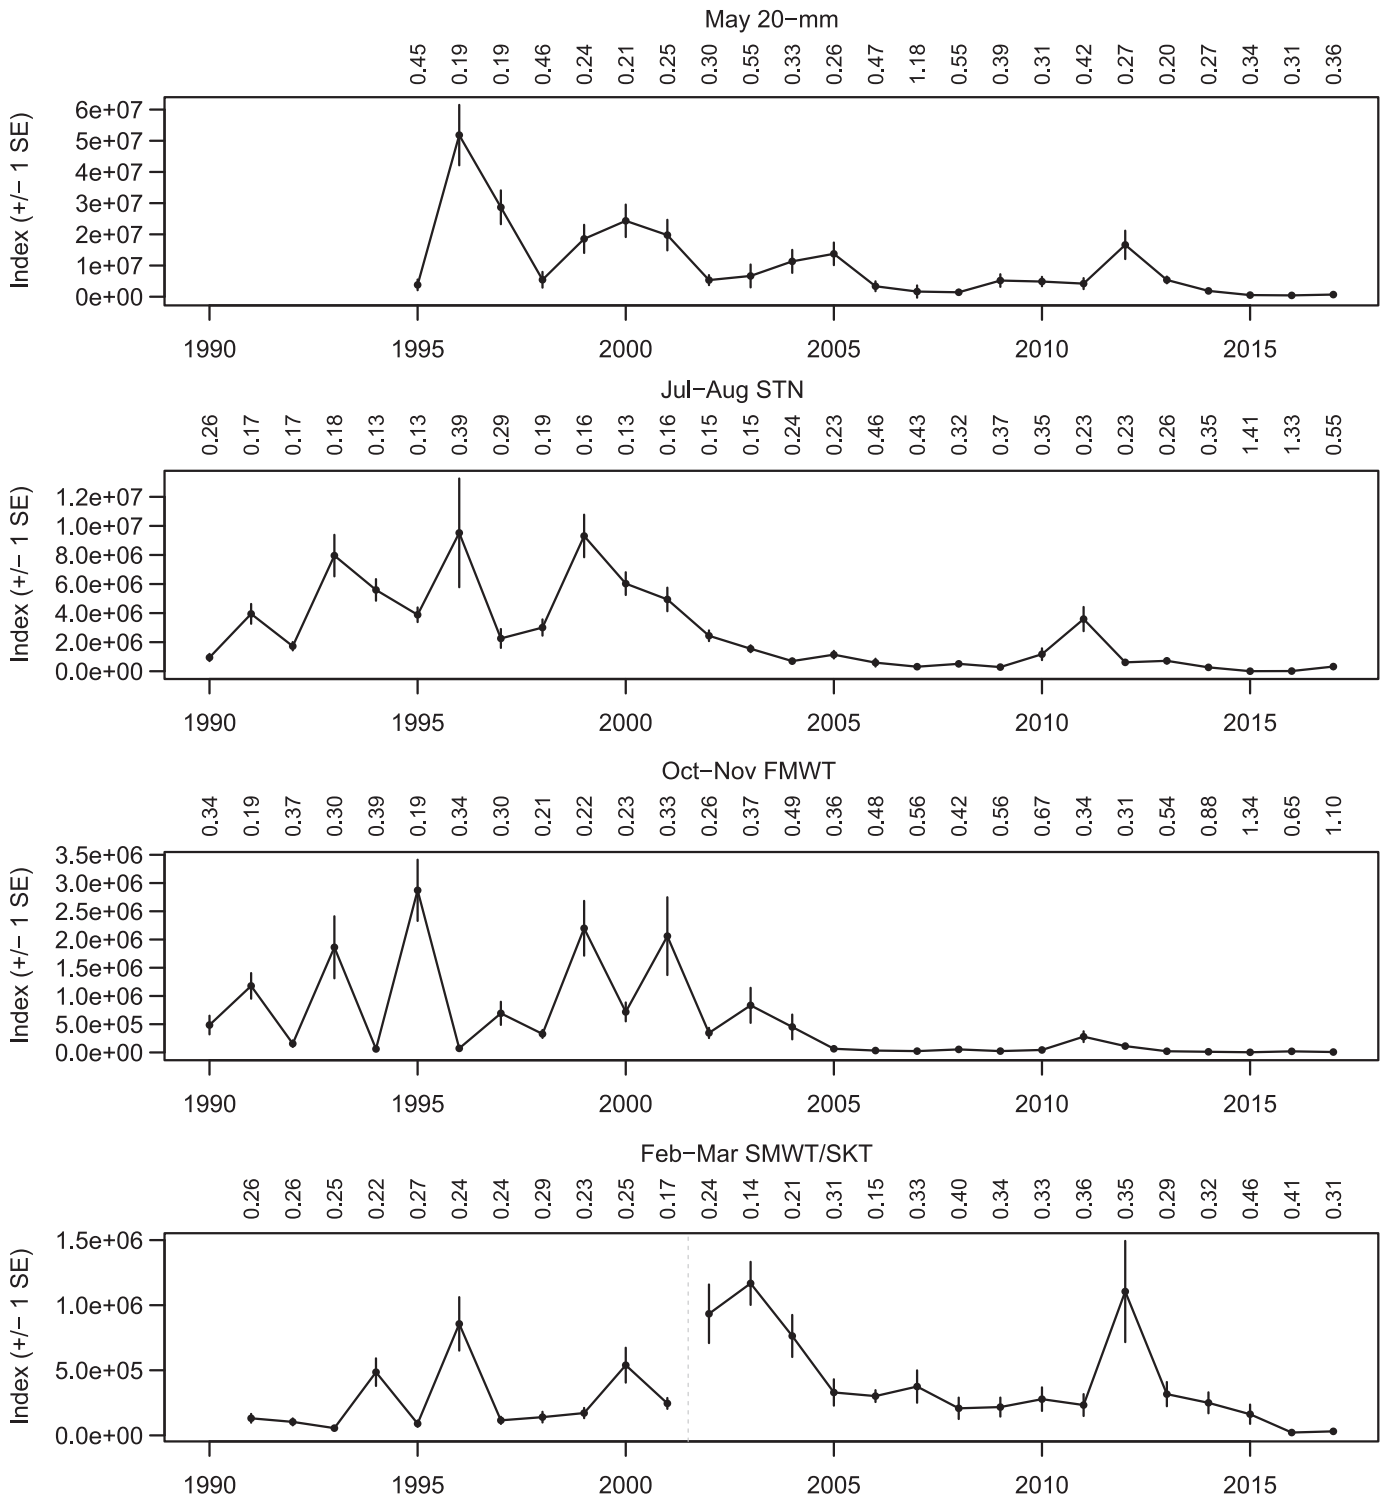 May 20−mm
0.45 0.19 0.19 0.46 0.24 0.21 0.25 0.30 0.55 0.33 0.26 0.47 1.18 0.55 0.39 0.31 0.42 0.27 0.20 0.27 0.34 0.31 0.36
Index (+/− 1 SE)
6e+07
5e+07
4e+07
3e+07
2e+07
1e+07
0e+00
1990 1995 2000 2005 2010 2015
Jul−Aug STN
0.26 0.17 0.17 0.18 0.13 0.13 0.39 0.29 0.19 0.16 0.13 0.16 0.15 0.15 0.24 0.23 0.46 0.43 0.32 0.37 0.35 0.23 0.23 0.26 0.35 1.41 1.33 0.55
Index (+/− 1 SE)
1.2e+07
1.0e+07
8.0e+06
6.0e+06
4.0e+06
2.0e+06
0.0e+00
1990 1995 2000 2005 2010 2015
Oct−Nov FMWT
0.34 0.19 0.37 0.30 0.39 0.19 0.34 0.30 0.21 0.22 0.23 0.33 0.26 0.37 0.49 0.36 0.48 0.56 0.42 0.56 0.67 0.34 0.31 0.54 0.88 1.34 0.65 1.10
Index (+/− 1 SE)
3.5e+06
3.0e+06
2.5e+06
2.0e+06
1.5e+06
1.0e+06
5.0e+05
0.0e+00
1990 1995 2000 2005 2010 2015
Feb−Mar SMWT/SKT
0.26 0.26 0.25 0.22 0.27 0.24 0.24 0.29 0.23 0.25 0.17 0.24 0.14 0.21 0.31 0.15 0.33 0.40 0.34 0.33 0.36 0.35 0.29 0.32 0.46 0.41 0.31
Index (+/− 1 SE)
1.5e+06
1.0e+06
5.0e+05
0.0e+00
1990 1995 2000 2005 2010 2015